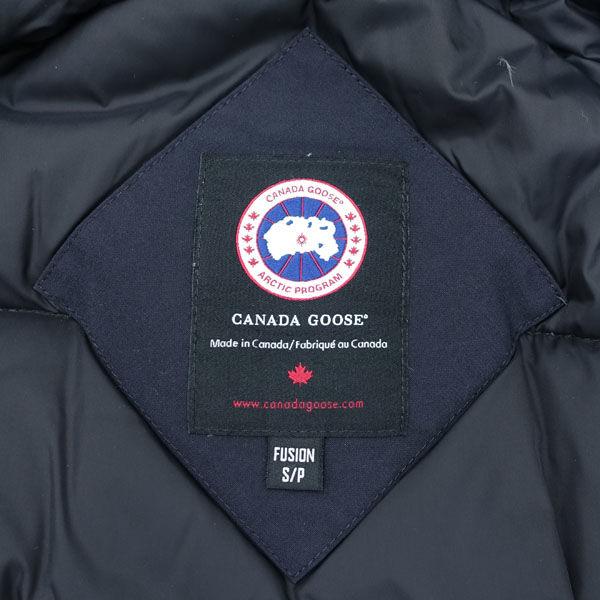 CANADA GOOSE®
ARCTIC PROGRAM
CANADA GOOSE®
Made in Canada/Fabriqué au Canada
www.canadagoose.com
FUSION
S/P